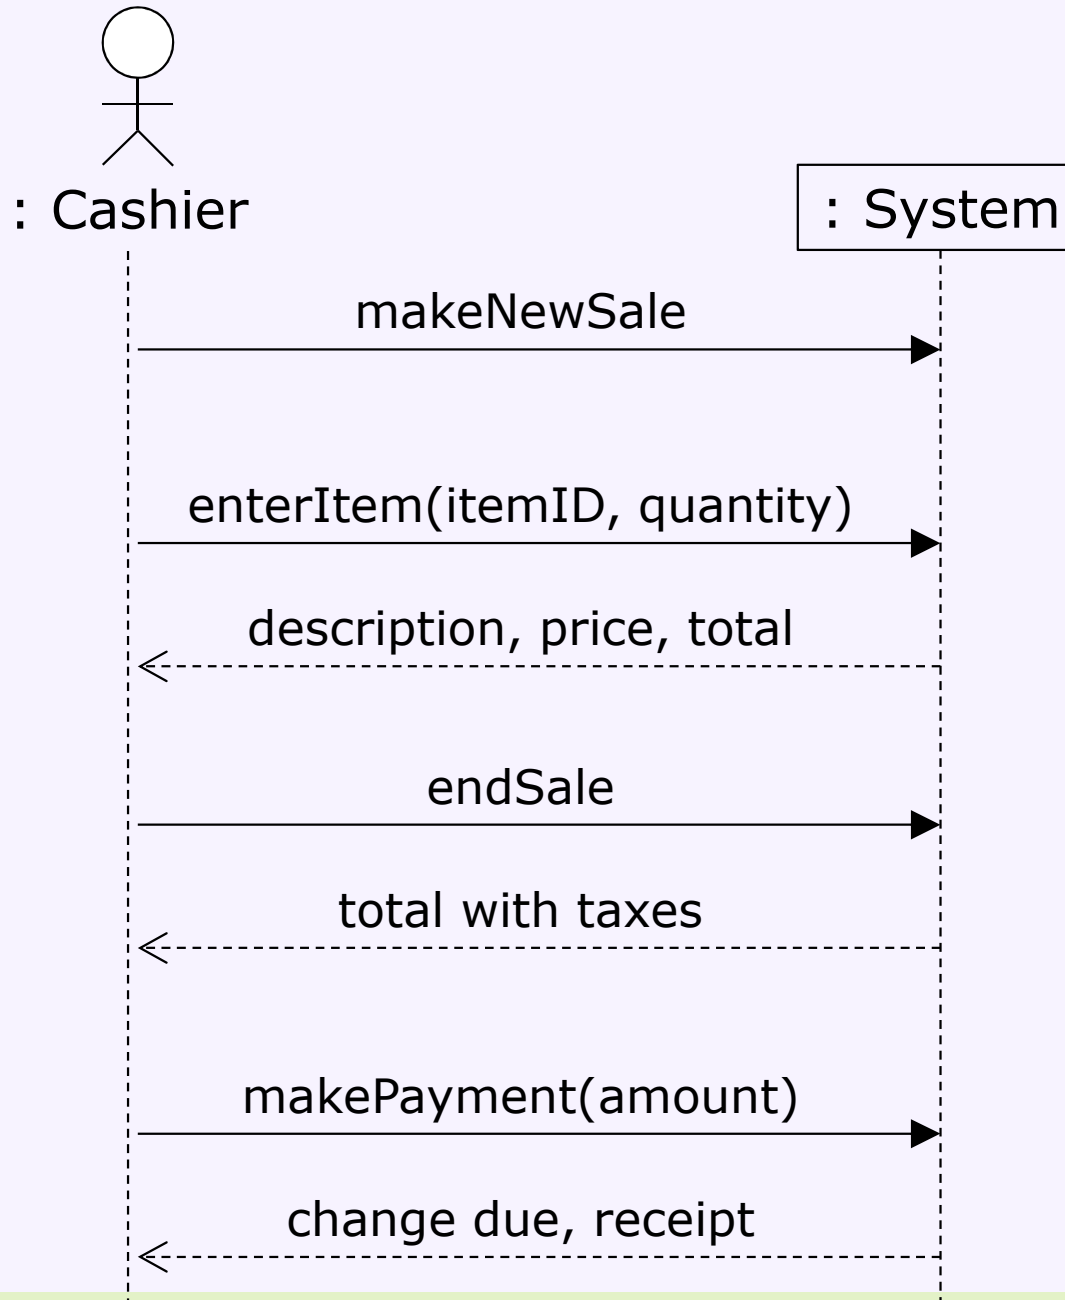 : Cashier
: System
makeNewSale
enterItem(itemID, quantity)
description, price, total
endSale
total with taxes
makePayment(amount)
change due, receipt